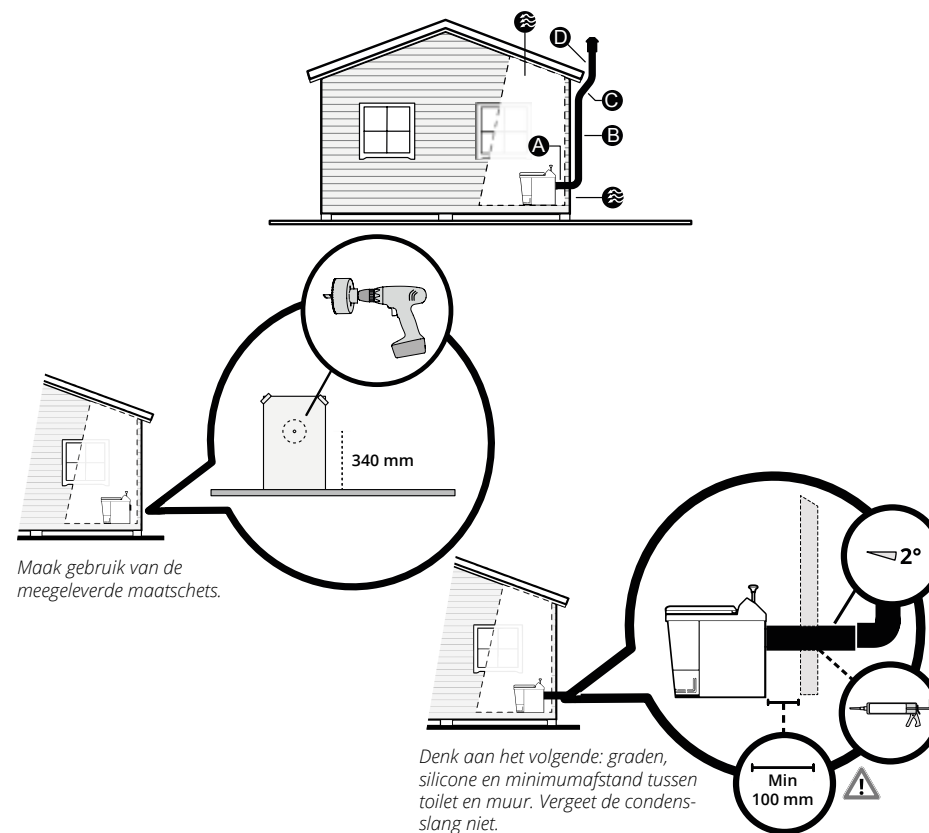 D
C
B
A
340 mm
Maak gebruik van de
meegeleverde maatschets.
2°
Min
100 mm
Denk aan het volgende: graden,
silicone en minimumafstand tussen
toilet en muur. Vergeet de condens-
slang niet.